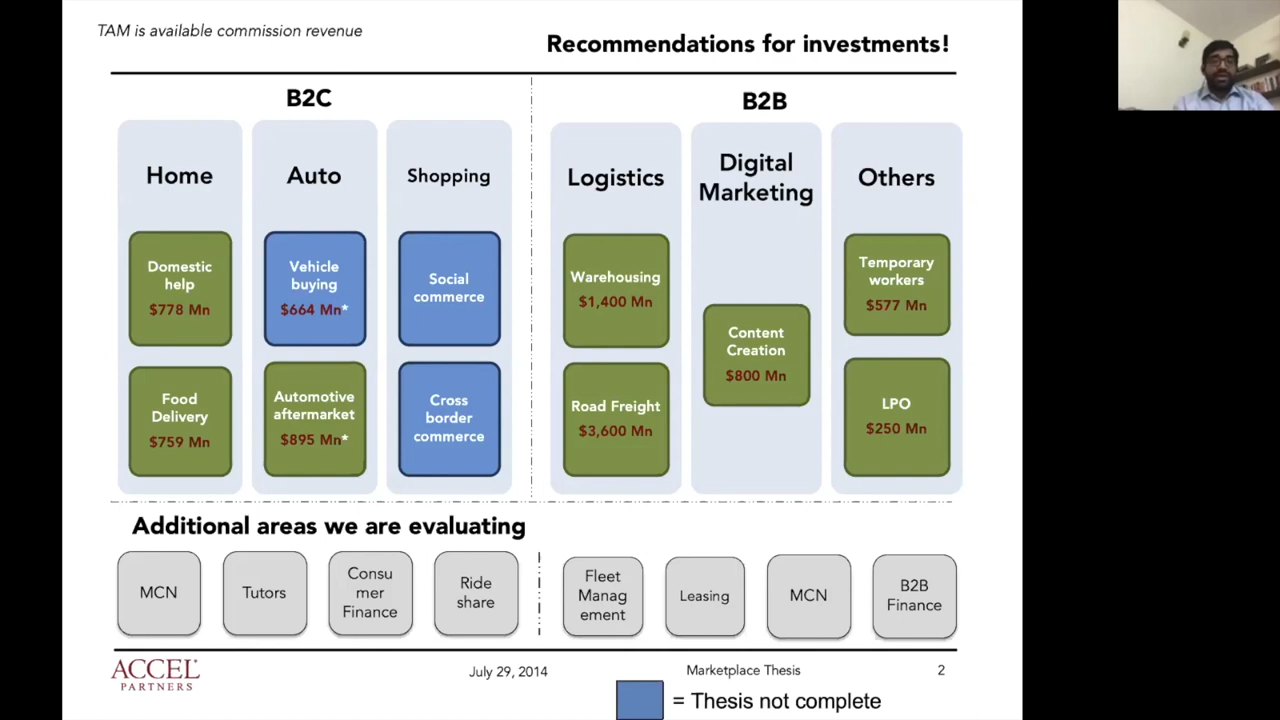 TAM is available commission revenue
Recommendations for investments!
B2C
Home
Domestic
help
$778 Mn
Food
Delivery
$759 Mn
Auto
Vehicle
buying
$664 Mn*
Automotive
aftermarket
$895 Mn*
Shopping
Social
commerce
Cross
border
commerce
B2B
Logistics
Warehousing
$1,400 Mn
Road Freight
$3,600 Mn
Digital
Marketing
Content
Creation
$800 Mn
Others
Temporary
workers
$577 Mn
LPO
$250 Mn
Additional areas we are evaluating
MCN
Tutors
Consu
mer
Finance
Ride
share
Fleet
Manag
ement
Leasing
MCN
B2B
Finance
ACCEL
PARTNERS
July 29, 2014
Marketplace Thesis
2
= Thesis not complete